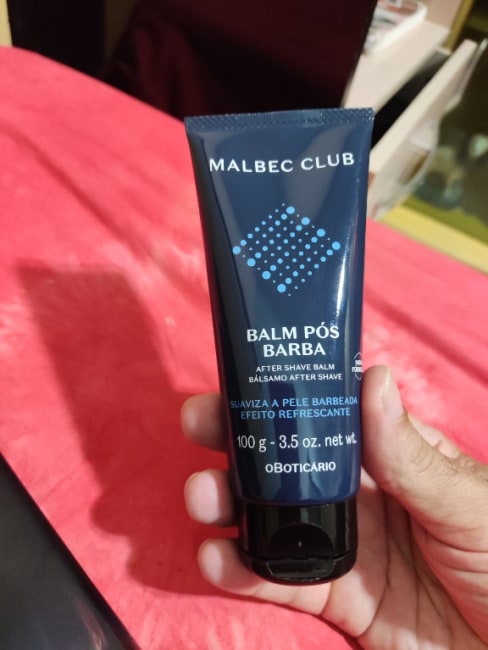 MALBEC CLUB
BALM PÓS
BARBA
AFTER SHAVE BALM
BÁLSAMO AFTER SHAVE
SUAVIZA A PELE BARBEADA
EFEITO REFRESCANTE
100 g - 3.5 oz. net wt.
OBOTICÁRIO